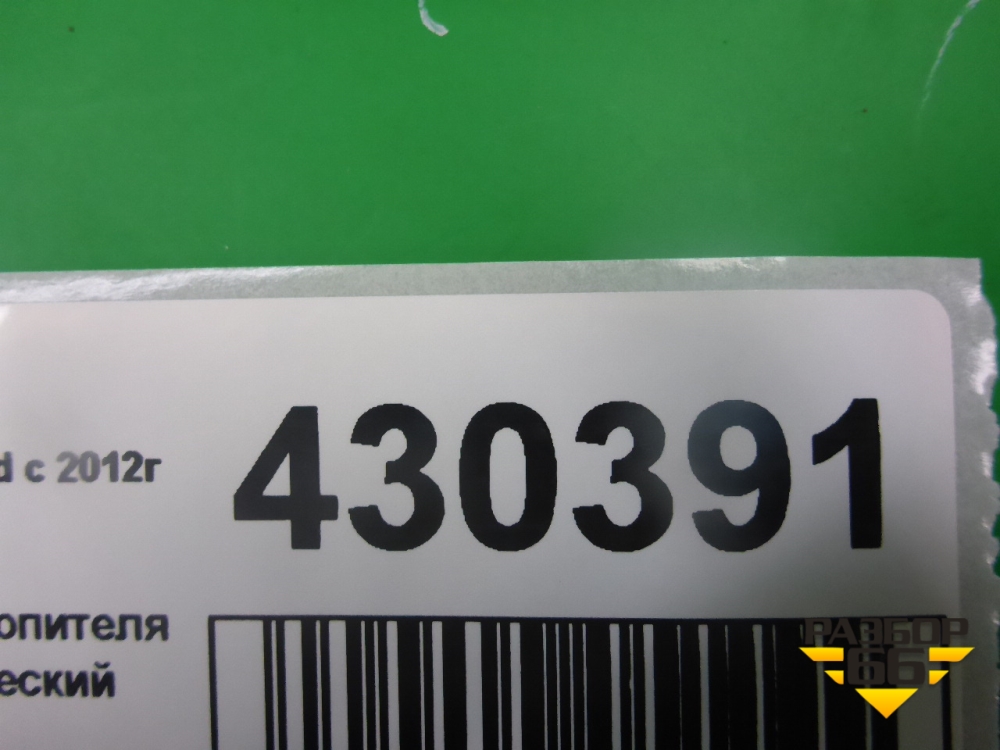 430391
d с 2012г
опителя
еский
РАЗБОР
66